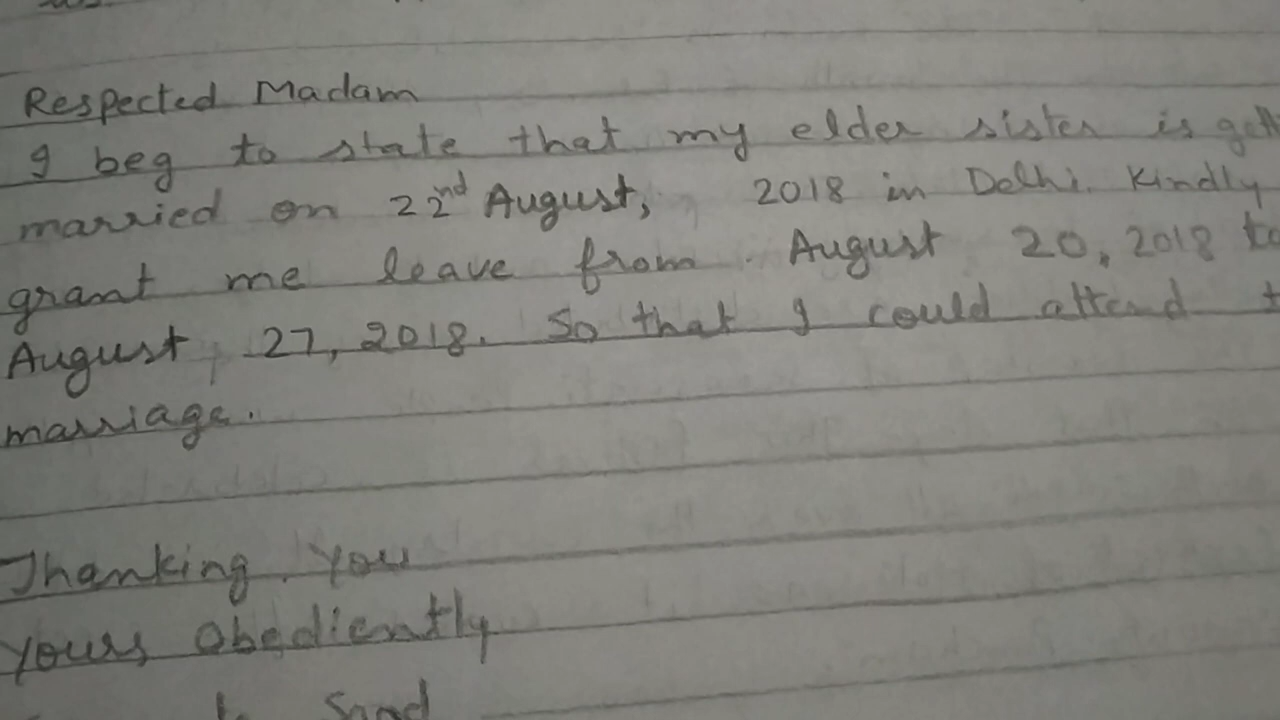 Respected Madam
I beg to state that my elder sister is
married on 22nd August, 2018 in Delhi. Kindly
grant me leave from August 20, 2018 to
August, 27, 2018. So that I could attend
marriage.
Thanking You
Yours Obediently